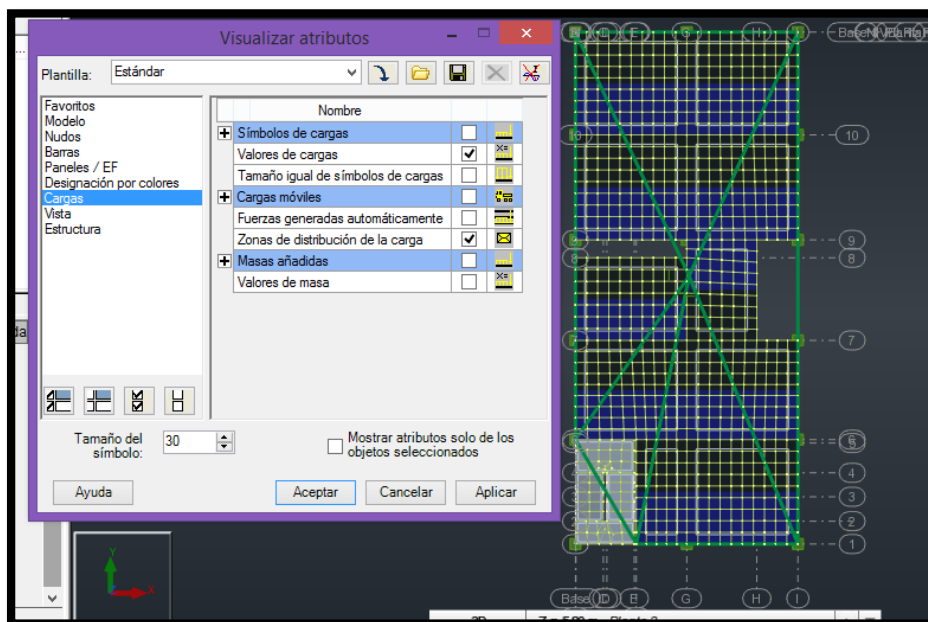 Visualizar atributos
Plantilla:
Estándar
Favoritos
Modelo
Nudos
Barras
Paneles / EF
Designación por colores
Cargas
Vista
Estructura
Nombre
Símbolos de cargas
Valores de cargas
Tamaño igual de símbolos de cargas
Cargas móviles
Fuerzas generadas automáticamente
Zonas de distribución de la carga
Masas añadidas
Valores de masa
Tamaño del símbolo:
30
Mostrar atributos solo de los
objetos seleccionados
Ayuda
Aceptar
Cancelar
Aplicar
E
G
H
I
10
9
8
7
4
3
2
1
Base
D
E
G
H
I
Y
X